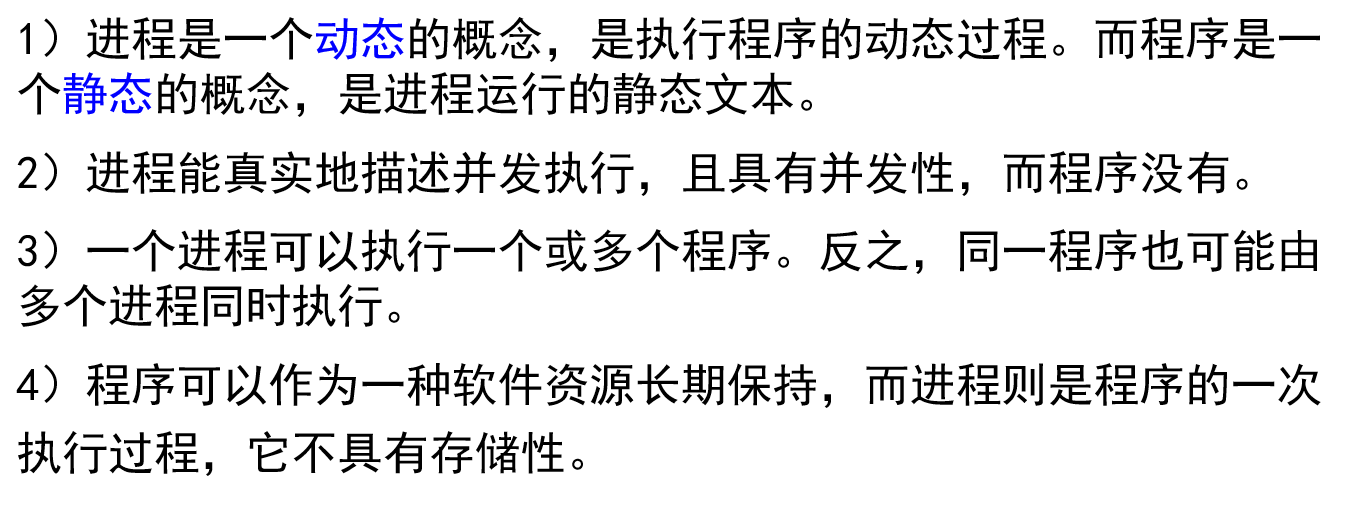 1）进程是一个动态的概念，是执行程序的动态过程。而程序是一
个静态的概念，是进程运行的静态文本。
2）进程能真实地描述并发执行，且具有并发性，而程序没有。
3）一个进程可以执行一个或多个程序。反之，同一程序也可能由
多个进程同时执行。
4）程序可以作为一种软件资源长期保持，而进程则是程序的一次
执行过程，它不具有存储性。